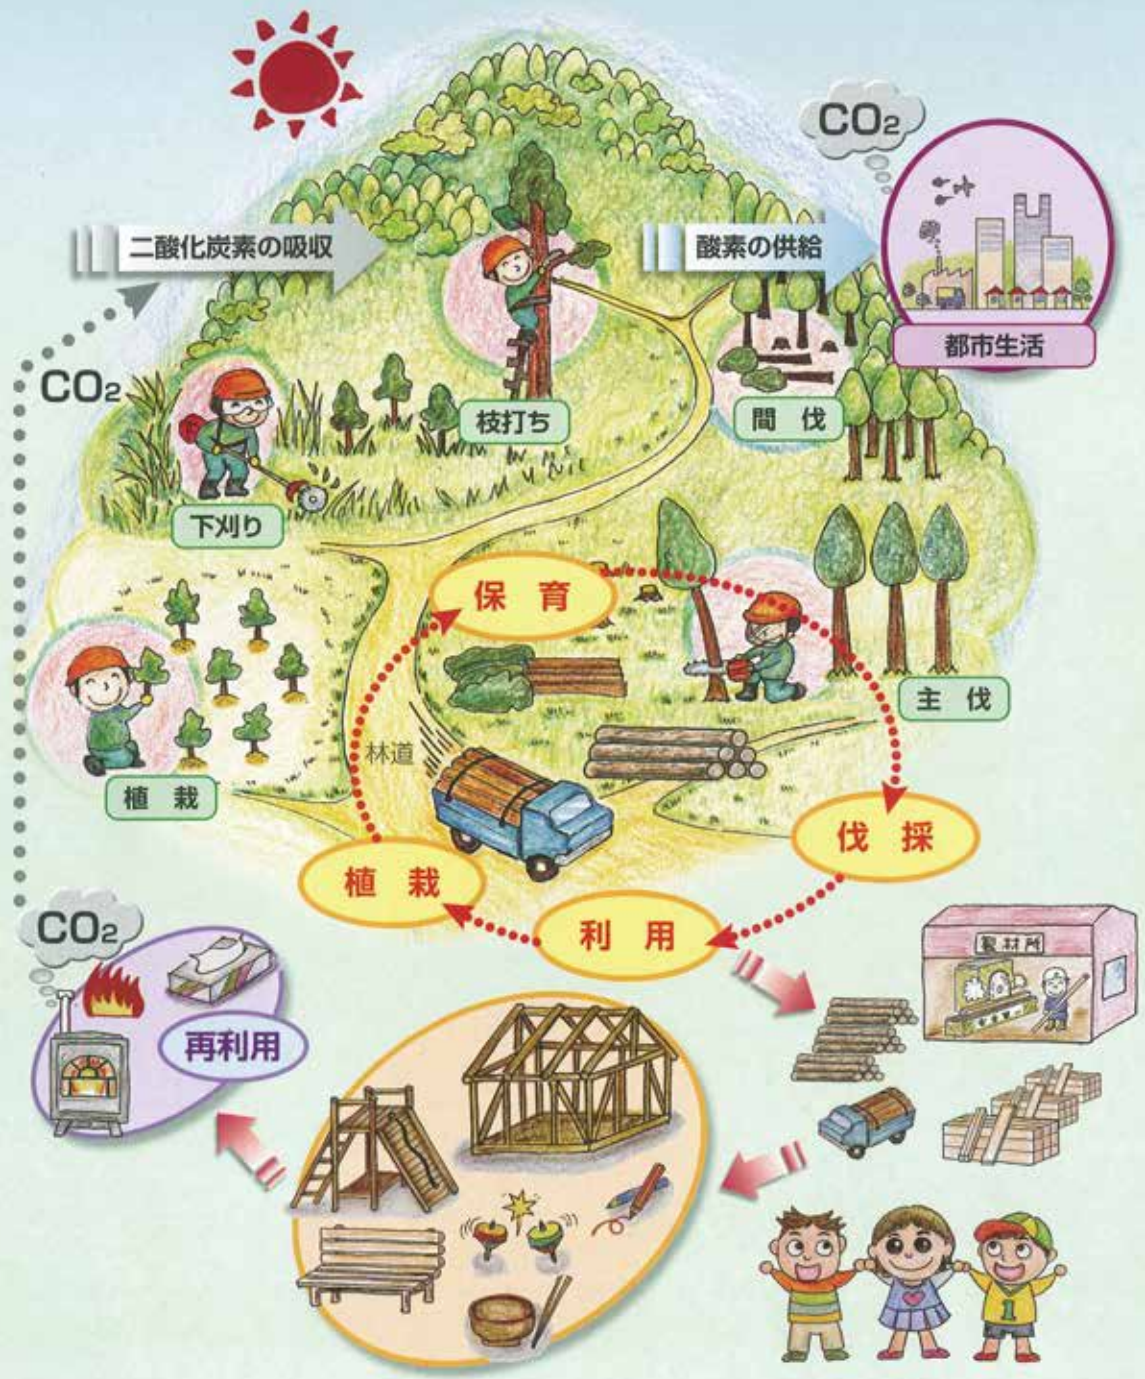 CO₂
二酸化炭素の吸収
酸素の供給
都市生活
CO₂
枝打ち
間 伐
下刈り
保 育
主 伐
林道
植 栽
伐 採
植 栽
利 用
CO₂
製材所
再利用
1